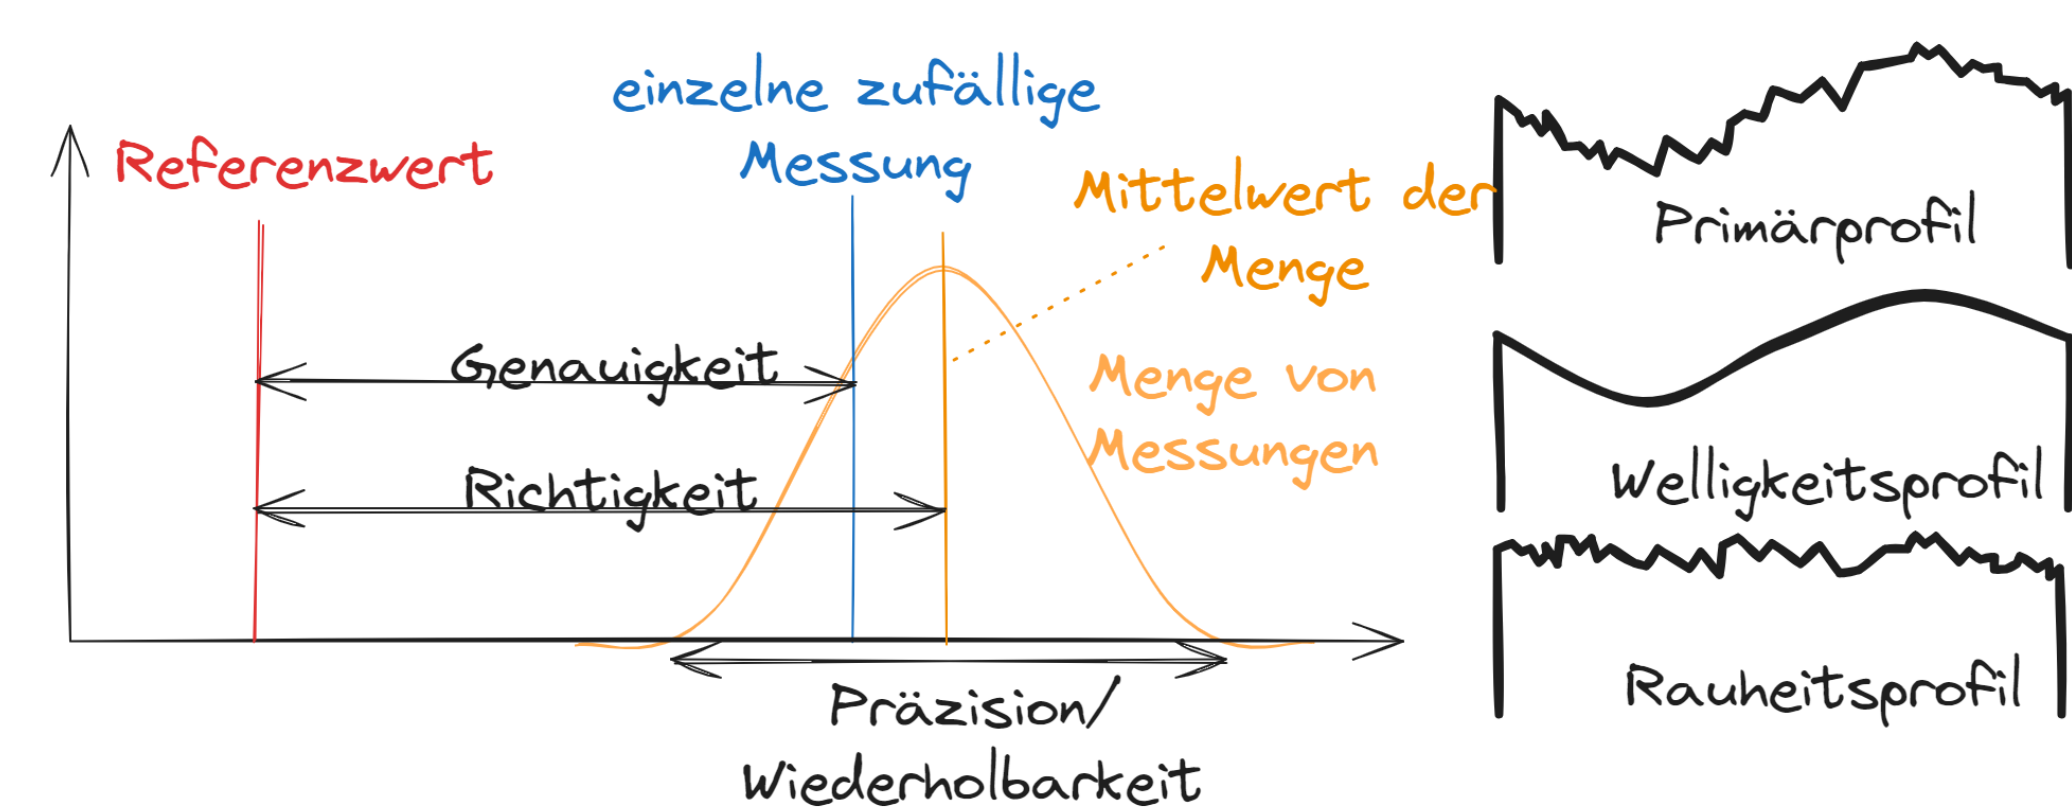 Referenzwert
einzelne zufällige
Messung
Mittelwert der
Menge
Menge von
Messungen
Genauigkeit
Richtigkeit
Präzision/
Wiederholbarkeit
Primärprofil
Welligkeitsprofil
Rauheitsprofil